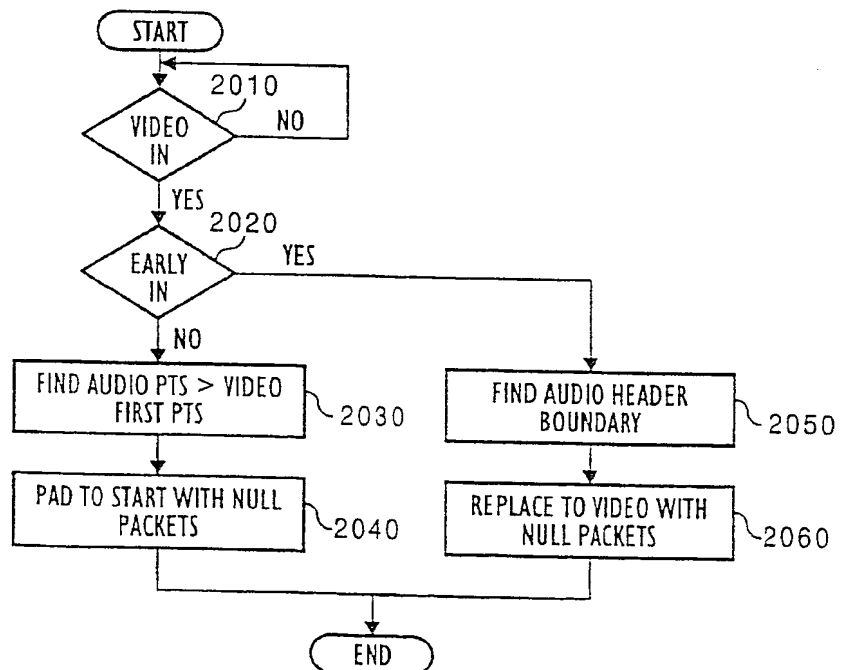 START
2010
VIDEO
IN
NO
YES
2020
EARLY
IN
YES
NO
FIND AUDIO PTS > VIDEO
FIRST PTS
2030
FIND AUDIO HEADER
BOUNDARY
2050
PAD TO START WITH NULL
PACKETS
2040
REPLACE TO VIDEO WITH
NULL PACKETS
2060
END